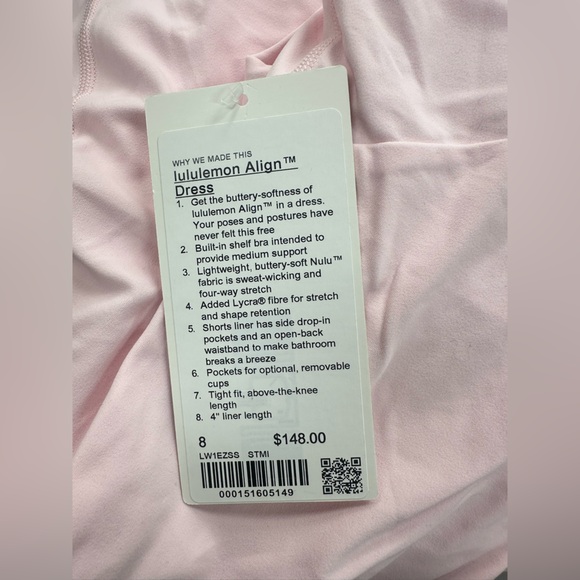 WHY WE MADE THIS
lululemon Align™
Dress
1. Get the buttery-softness of
lululemon Align™ in a dress.
Your poses and postures have
never felt this free
2. Built-in shelf bra intended to
provide medium support
3. Lightweight, buttery-soft Nulu™
fabric is sweat-wicking and
four-way stretch
4. Added Lycra® fibre for stretch
and shape retention
5. Shorts liner has side drop-in
pockets and an open-back
waistband to make bathroom
breaks a breeze
6. Pockets for optional, removable
cups
7. Tight fit, above-the-knee
length
8. 4" liner length
8 $148.00
LW1EZSS STMI
000151605149